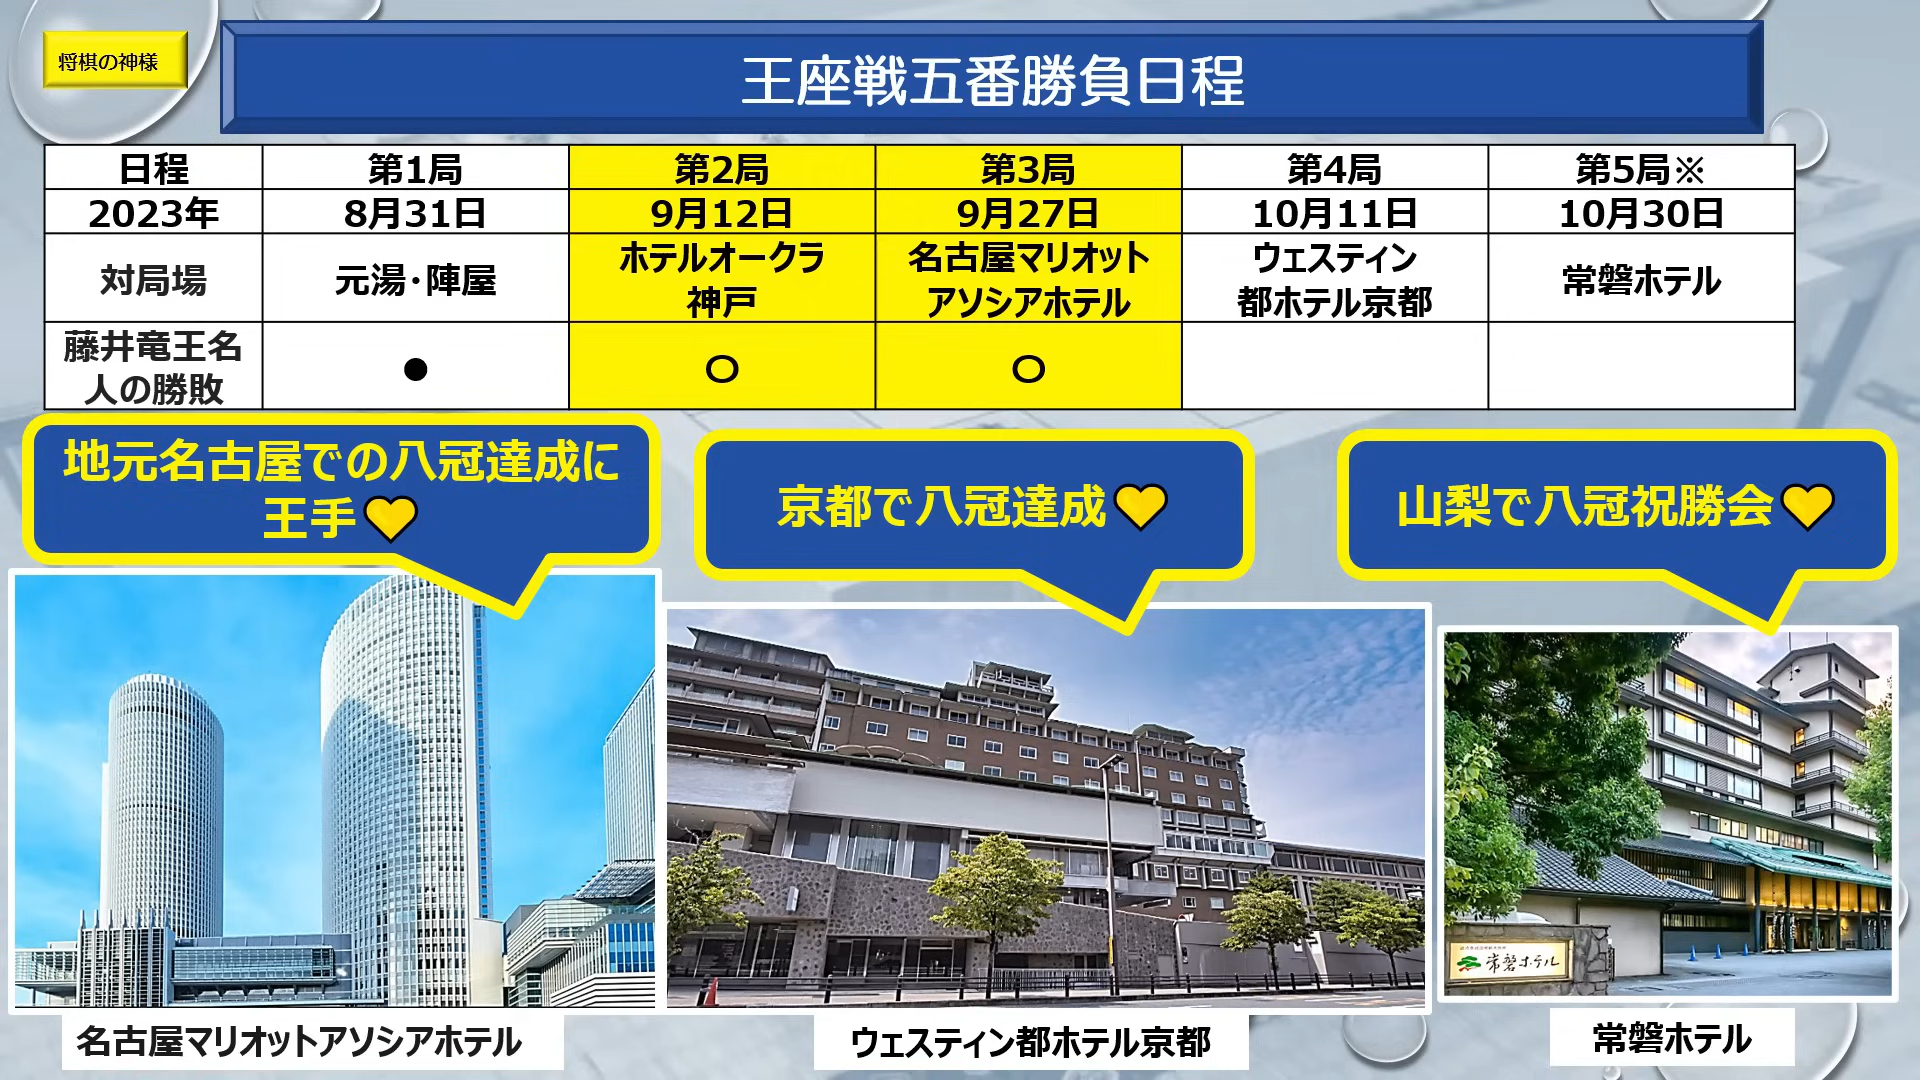 将棋の神様
王座戦五番勝負日程
日程 第1局 第2局 第3局 第4局 第5局※
2023年 8月31日 9月12日 9月27日 10月11日 10月30日
対局場 元湯・陣屋 ホテルオークラ 名古屋マリオット ウェスティン 常磐ホテル
神戸 アソシアホテル 都ホテル京都
藤井竜王名
人の勝敗 ● 〇 〇
地元名古屋での八冠達成に
王手💛
京都で八冠達成💛
山梨で八冠祝勝会💛
常磐ホテル
名古屋マリオットアソシアホテル
ウェスティン都ホテル京都
常磐ホテル